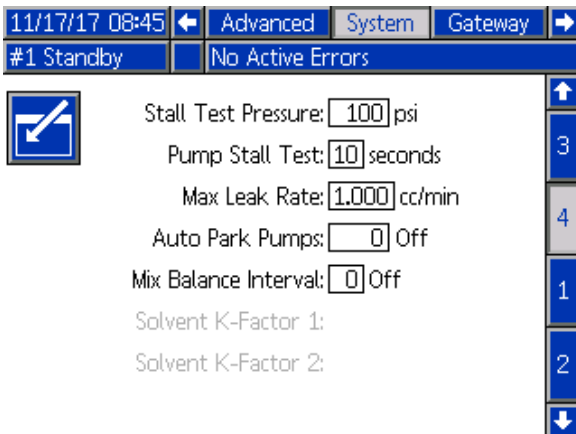 11/17/17 08:45 Advanced System Gateway
#1 Standby No Active Errors
Stall Test Pressure: 100 psi
Pump Stall Test: 10 seconds
3
Max Leak Rate: 1.000 cc/min
4
Auto Park Pumps: 0 Off
Mix Balance Interval: 0 Off
1
Solvent K-Factor 1:
Solvent K-Factor 2:
2